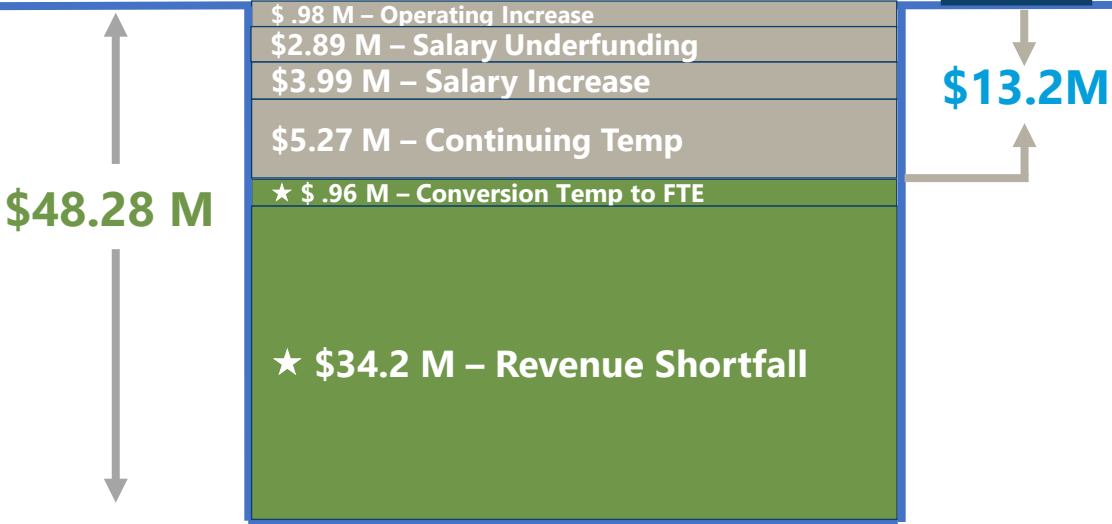 $ .98 M – Operating Increase
$2.89 M – Salary Underfunding
$3.99 M – Salary Increase
$13.2M
$5.27 M – Continuing Temp
★ $ .96 M – Conversion Temp to FTE
$48.28 M
★ $34.2 M – Revenue Shortfall